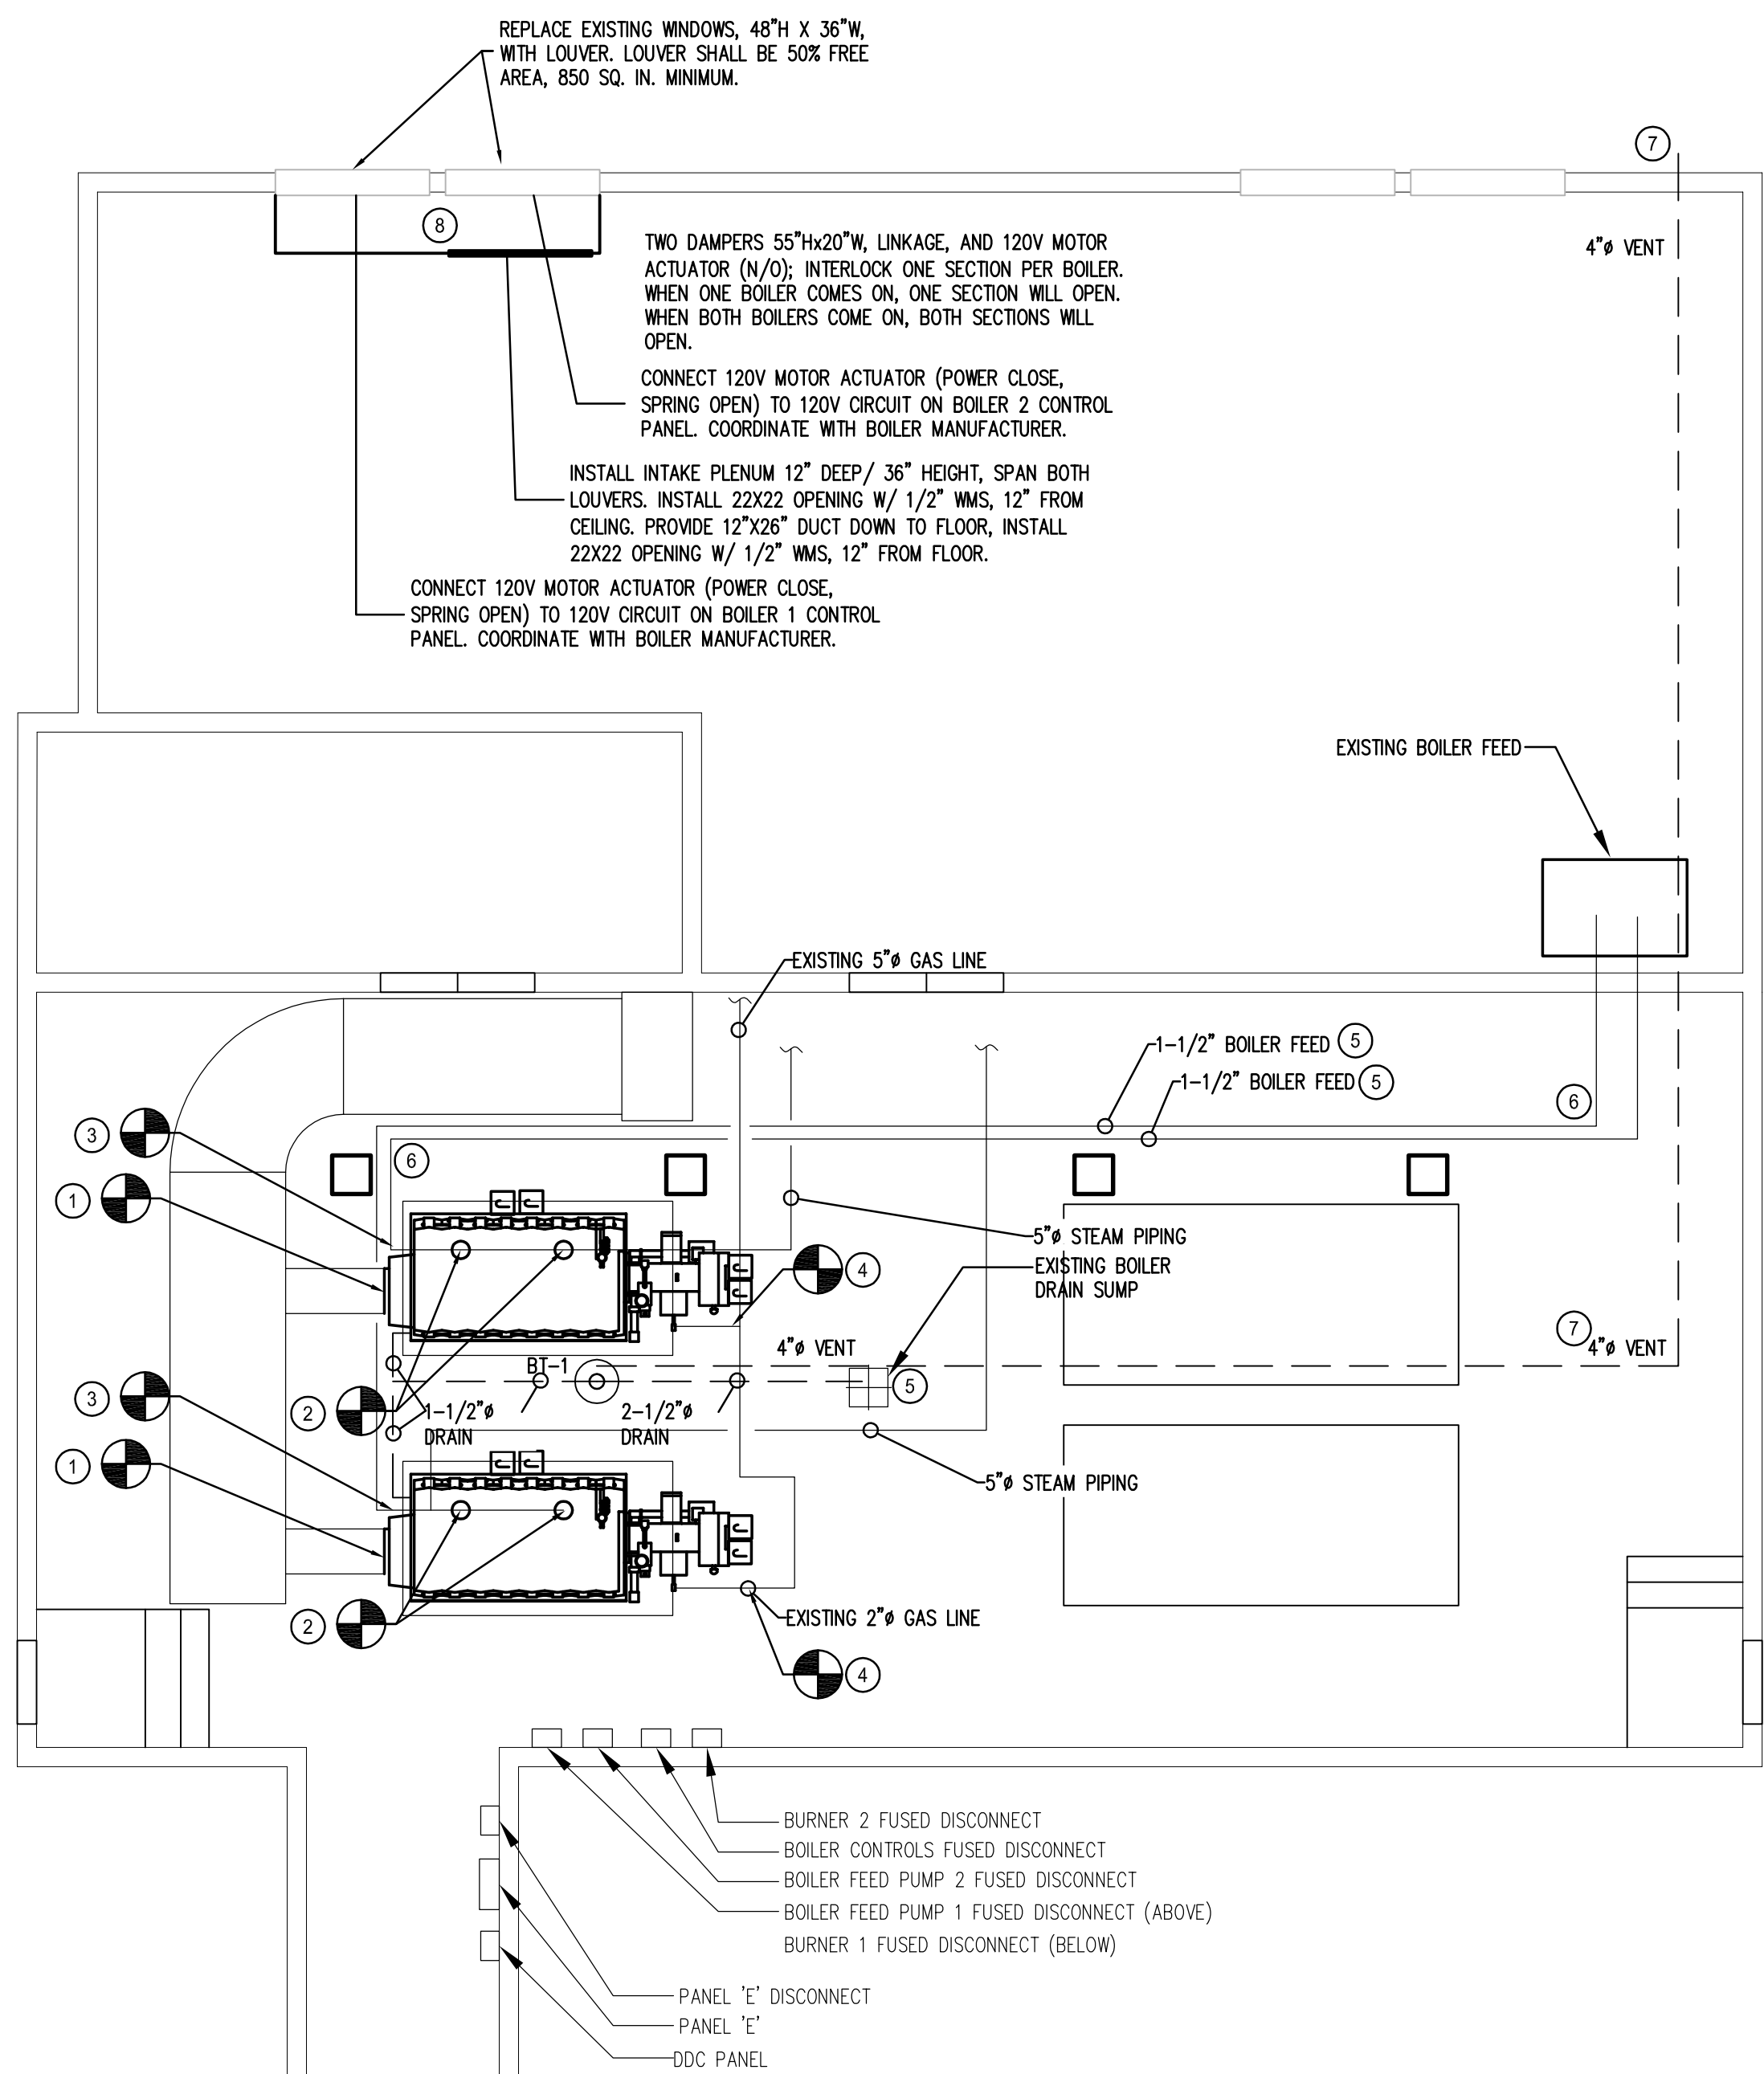 REPLACE EXISTING WINDOWS, 48"H X 36"W,
WITH LOUVER. LOUVER SHALL BE 50% FREE
AREA, 850 SQ. IN. MINIMUM.
7
8
4"ø VENT
TWO DAMPERS 55"Hx20"W, LINKAGE, AND 120V MOTOR
ACTUATOR (N/O); INTERLOCK ONE SECTION PER BOILER.
WHEN ONE BOILER COMES ON, ONE SECTION WILL OPEN.
WHEN BOTH BOILERS COME ON, BOTH SECTIONS WILL
OPEN.
CONNECT 120V MOTOR ACTUATOR (POWER CLOSE,
SPRING OPEN) TO 120V CIRCUIT ON BOILER 2 CONTROL
PANEL. COORDINATE WITH BOILER MANUFACTURER.
INSTALL INTAKE PLENUM 12" DEEP/ 36" HEIGHT, SPAN BOTH
LOUVERS. INSTALL 22X22 OPENING W/ 1/2" WMS, 12" FROM
CEILING. PROVIDE 12"X26" DUCT DOWN TO FLOOR, INSTALL
22X22 OPENING W/ 1/2" WMS, 12" FROM FLOOR.
CONNECT 120V MOTOR ACTUATOR (POWER CLOSE,
SPRING OPEN) TO 120V CIRCUIT ON BOILER 1 CONTROL
PANEL. COORDINATE WITH BOILER MANUFACTURER.
EXISTING BOILER FEED
EXISTING 5"ø GAS LINE
1-1/2" BOILER FEED 5
1-1/2" BOILER FEED 5
6
3
6
1
5"ø STEAM PIPING
EXISTING BOILER
DRAIN SUMP
4
7
4"ø VENT
4"ø VENT
BT-1
5
3
2
1-1/2"ø
DRAIN
2-1/2"ø
DRAIN
1
5"ø STEAM PIPING
2
EXISTING 2"ø GAS LINE
4
BURNER 2 FUSED DISCONNECT
BOILER CONTROLS FUSED DISCONNECT
BOILER FEED PUMP 2 FUSED DISCONNECT
BOILER FEED PUMP 1 FUSED DISCONNECT (ABOVE)
BURNER 1 FUSED DISCONNECT (BELOW)
PANEL 'E' DISCONNECT
PANEL 'E'
DDC PANEL